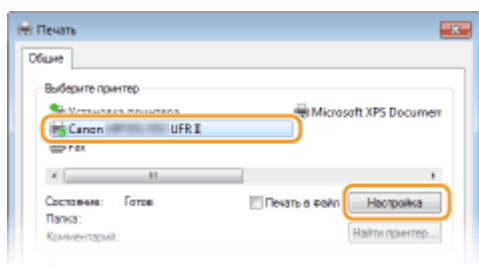 Печать
Общие
Выберите принтер
Установка принтера
Microsoft XPS Documen
Canon UFR II
Fax
Состояние: Готов
Печать в файл
Настройка
Папка:
Комментарий:
Найти принтер...